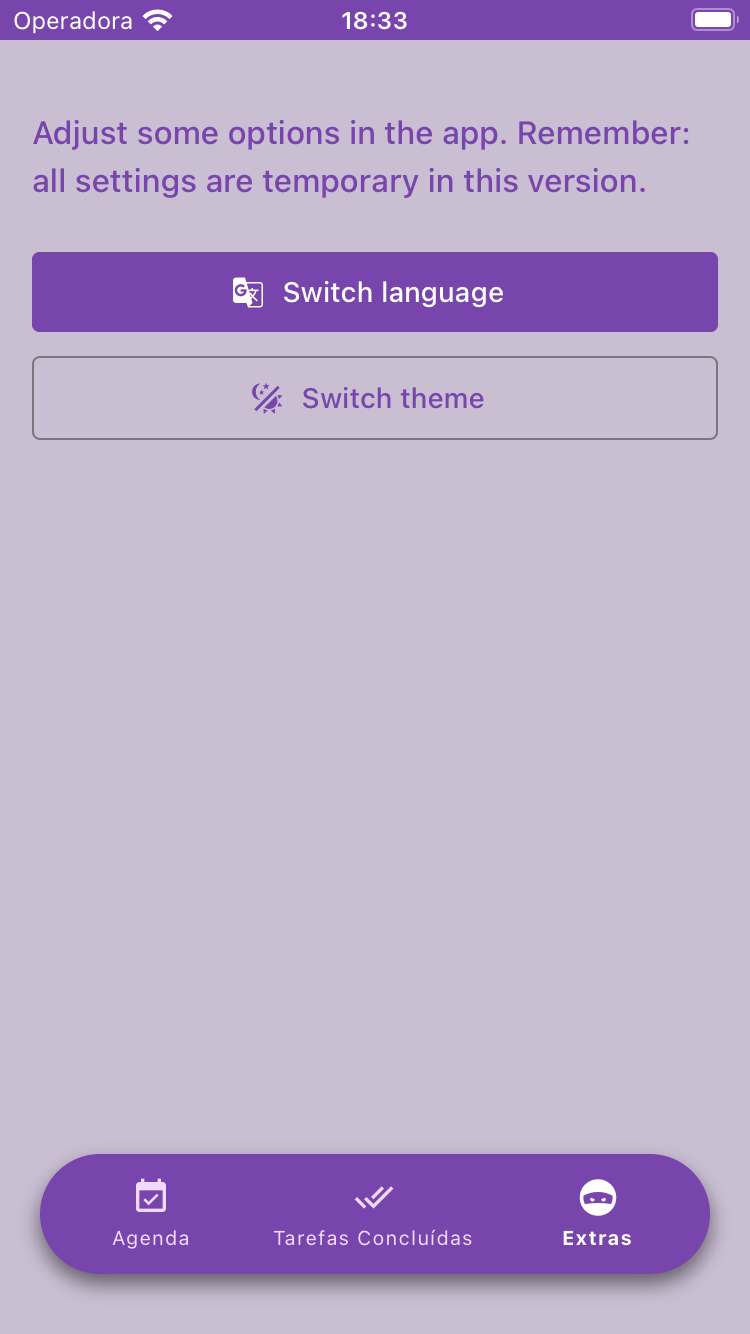 Operadora 18:33
Adjust some options in the app. Remember:
all settings are temporary in this version.
Switch language
Switch theme
Agenda Tarefas Concluídas Extras